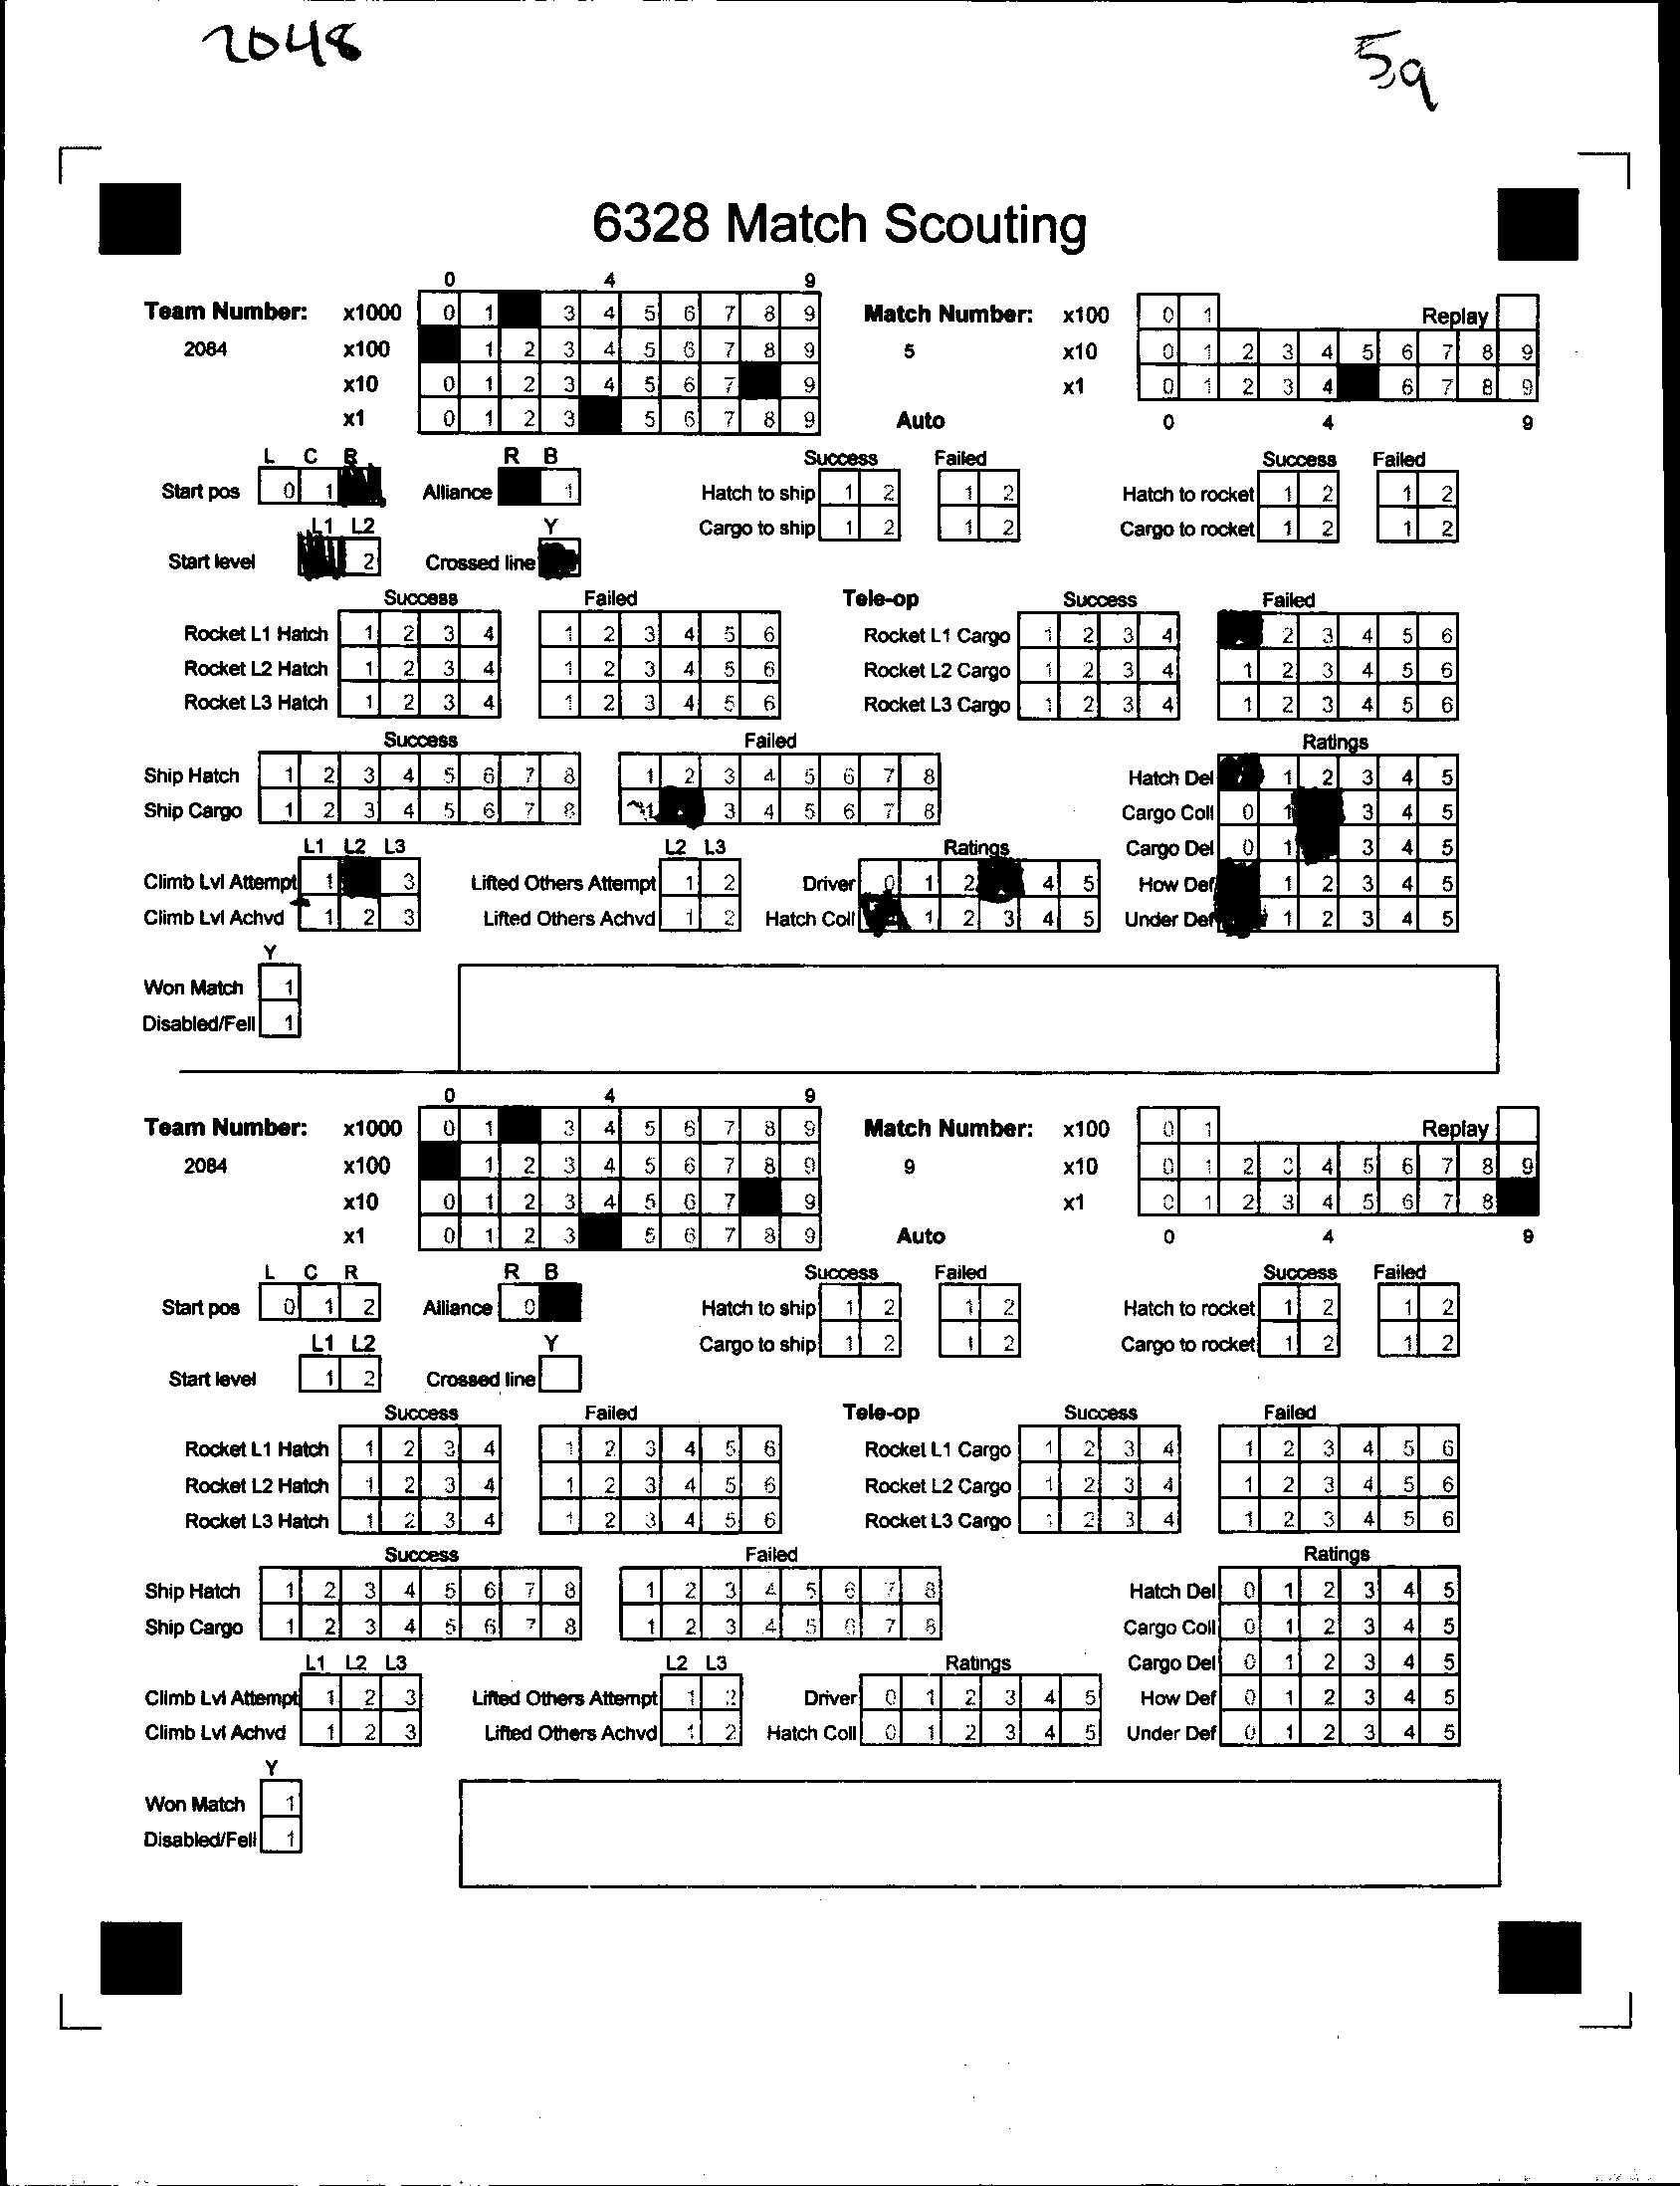 2048 5,9
6328 Match Scouting
0 4 9
Team Number: x1000 0 1 3 4 5 6 7 8 9 Match Number: x100 0 1 Replay
2084 x100 1 2 3 4 5 6 7 8 9 5 x10 0 1 2 3 4 5 6 7 8 9
x10 0 1 2 3 4 5 6 7 9 x1 0 1 2 3 4 6 7 8 9
x1 0 1 2 3 5 6 7 8 9 Auto 0 4 9
L C R R B Success Failed Success Failed
Start pos 0 1 Alliance 1 Hatch to ship 1 2 1 2 Hatch to rocket 1 2 1 2
L1 L2 Y Cargo to ship 1 2 1 2 Cargo to rocket 1 2 1 2
Start level 2 Crossed line
Success Failed Tele-op Success Failed
Rocket L1 Hatch 1 2 3 4 1 2 3 4 5 6 Rocket L1 Cargo 1 2 3 4 2 3 4 5 6
Rocket L2 Hatch 1 2 3 4 1 2 3 4 5 6 Rocket L2 Cargo 1 2 3 4 1 2 3 4 5 6
Rocket L3 Hatch 1 2 3 4 1 2 3 4 5 6 Rocket L3 Cargo 1 2 3 4 1 2 3 4 5 6
Success Failed Ratings
Ship Hatch 1 2 3 4 5 6 7 8 1 2 3 4 5 6 7 8 Hatch Del 1 2 3 4 5
Ship Cargo 1 2 3 4 5 6 7 8 1 3 4 5 6 7 8 Cargo Coll 0 1 3 4 5
L1 L2 L3 L2 L3 Ratings Cargo Del 0 1 3 4 5
Climb Lvl Attempt 1 3 Lifted Others Attempt 1 2 Driver 0 1 2 4 5 How Def 1 2 3 4 5
Climb Lvl Achvd 1 2 3 Lifted Others Achvd 1 2 Hatch Coll 1 2 3 4 5 Under Def 1 2 3 4 5
Y
Won Match 1
Disabled/Fell 1
0 4 9
Team Number: x1000 0 1 3 4 5 6 7 8 9 Match Number: x100 0 1 Replay
2084 x100 1 2 3 4 5 6 7 8 9 9 x10 0 1 2 3 4 5 6 7 8 9
x10 0 1 2 3 4 5 6 7 9 x1 0 1 2 3 4 5 6 7 8
x1 0 1 2 3 5 6 7 8 9 Auto 0 4 9
L C R R B Success Failed Success Failed
Start pos 0 1 2 Alliance 0 Hatch to ship 1 2 1 2 Hatch to rocket 1 2 1 2
L1 L2 Y Cargo to ship 1 2 1 2 Cargo to rocket 1 2 1 2
Start level 1 2 Crossed line
Success Failed Tele-op Success Failed
Rocket L1 Hatch 1 2 3 4 1 2 3 4 5 6 Rocket L1 Cargo 1 2 3 4 1 2 3 4 5 6
Rocket L2 Hatch 1 2 3 4 1 2 3 4 5 6 Rocket L2 Cargo 1 2 3 4 1 2 3 4 5 6
Rocket L3 Hatch 1 2 3 4 1 2 3 4 5 6 Rocket L3 Cargo 1 2 3 4 1 2 3 4 5 6
Success Failed Ratings
Ship Hatch 1 2 3 4 5 6 7 8 1 2 3 4 5 6 7 8 Hatch Del 0 1 2 3 4 5
Ship Cargo 1 2 3 4 5 6 7 8 1 2 3 4 5 6 7 8 Cargo Coll 0 1 2 3 4 5
L1 L2 L3 L2 L3 Ratings Cargo Del 0 1 2 3 4 5
Climb Lvl Attempt 1 2 3 Lifted Others Attempt 1 2 Driver 0 1 2 3 4 5 How Def 0 1 2 3 4 5
Climb Lvl Achvd 1 2 3 Lifted Others Achvd 1 2 Hatch Coll 0 1 2 3 4 5 Under Def 0 1 2 3 4 5
Y
Won Match 1
Disabled/Fell 1